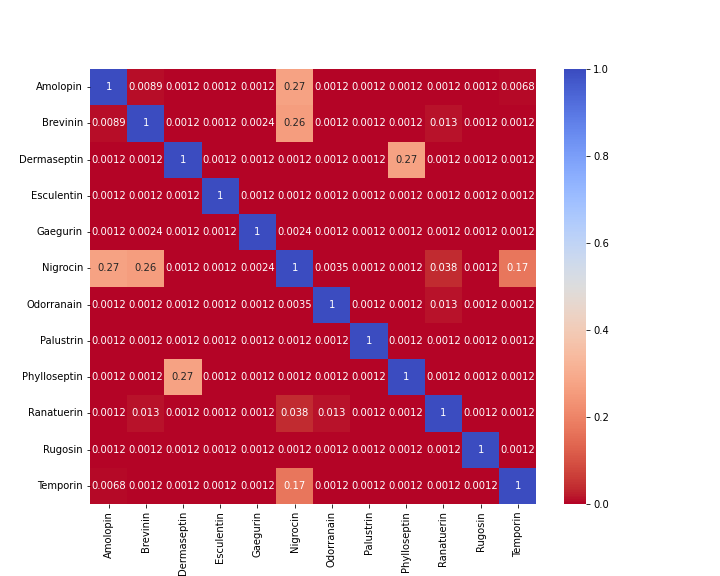 Amolopin 1 0.0089 0.0012 0.0012 0.0012 0.27 0.0012 0.0012 0.0012 0.0012 0.0012 0.0068
Brevinin 0.0089 1 0.0012 0.0012 0.0024 0.26 0.0012 0.0012 0.0012 0.013 0.0012 0.0012
Dermaseptin 0.0012 0.0012 1 0.0012 0.0012 0.0012 0.0012 0.0012 0.27 0.0012 0.0012 0.0012
Esculentin 0.0012 0.0012 0.0012 1 0.0012 0.0012 0.0012 0.0012 0.0012 0.0012 0.0012 0.0012
Gaegurin 0.0012 0.0024 0.0012 0.0012 1 0.0024 0.0012 0.0012 0.0012 0.0012 0.0012 0.0012
Nigrocin 0.27 0.26 0.0012 0.0012 0.0024 1 0.0035 0.0012 0.0012 0.038 0.0012 0.17
Odorranain 0.0012 0.0012 0.0012 0.0012 0.0012 0.0035 1 0.0012 0.0012 0.013 0.0012 0.0012
Palustrin 0.0012 0.0012 0.0012 0.0012 0.0012 0.0012 0.0012 1 0.0012 0.0012 0.0012 0.0012
Phylloseptin 0.0012 0.0012 0.27 0.0012 0.0012 0.0012 0.0012 0.0012 1 0.0012 0.0012 0.0012
Ranatuerin 0.0012 0.013 0.0012 0.0012 0.0012 0.038 0.013 0.0012 0.0012 1 0.0012 0.0012
Rugosin 0.0012 0.0012 0.0012 0.0012 0.0012 0.0012 0.0012 0.0012 0.0012 0.0012 1 0.0012
Temporin 0.0068 0.0012 0.0012 0.0012 0.0012 0.17 0.0012 0.0012 0.0012 0.0012 0.0012 1
Amolopin Brevinin Dermaseptin Esculentin Gaegurin Nigrocin Odorranain Palustrin Phylloseptin Ranatuerin Rugosin Temporin
1.0
0.8
0.6
0.4
0.2
0.0